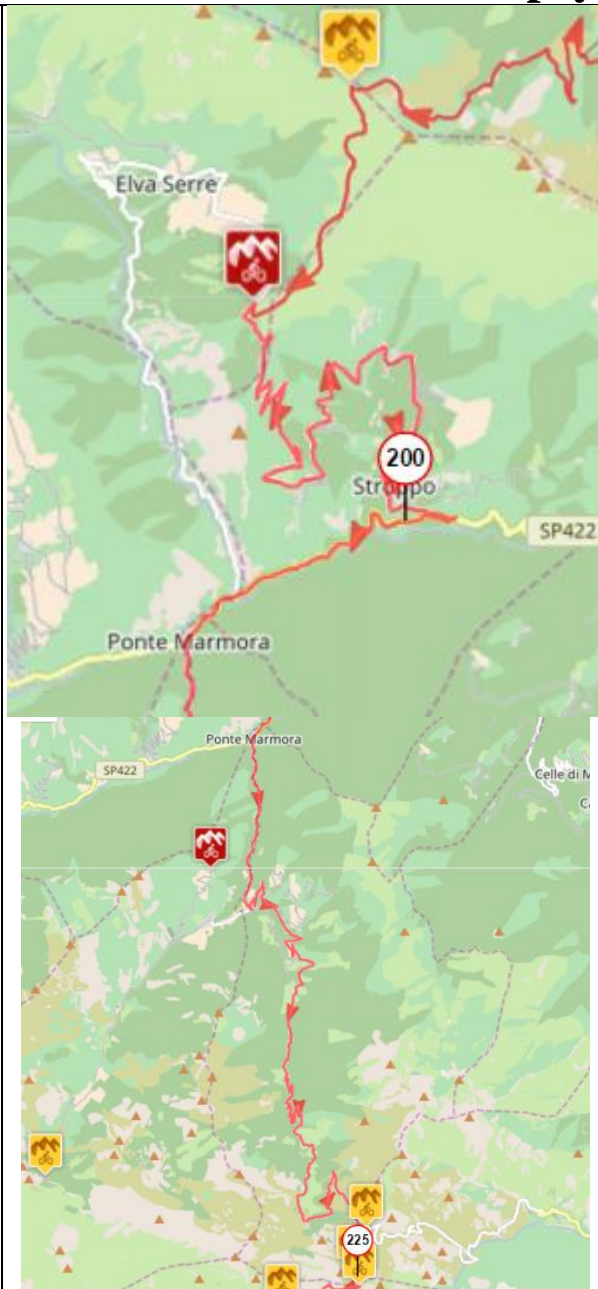 Elva Serre
200
Stroppo
SP422
Ponte Marmora
Ponte Marmora
SP422
Celle di M
225